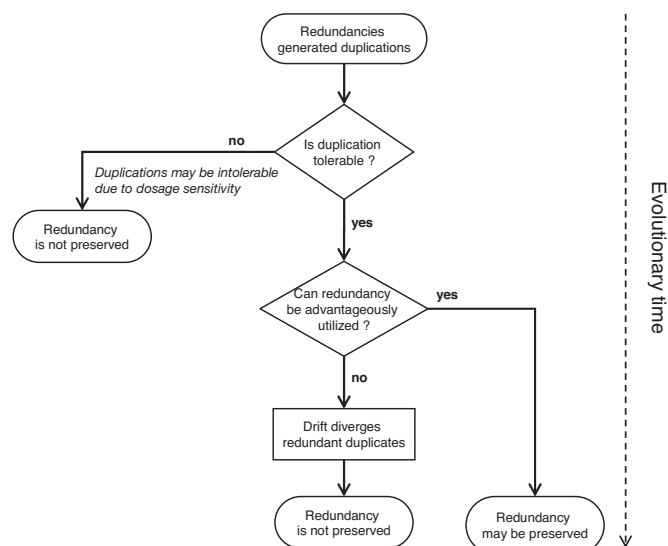 Redundancies
generated duplications
Is duplication
tolerable ?
no
Duplications may be intolerable
due to dosage sensitivity
Redundancy
is not preserved
yes
Can redundancy
be advantageously
utilized ?
yes
no
Drift diverges
redundant duplicates
Redundancy
is not preserved
Redundancy
may be preserved
Evolutionary time